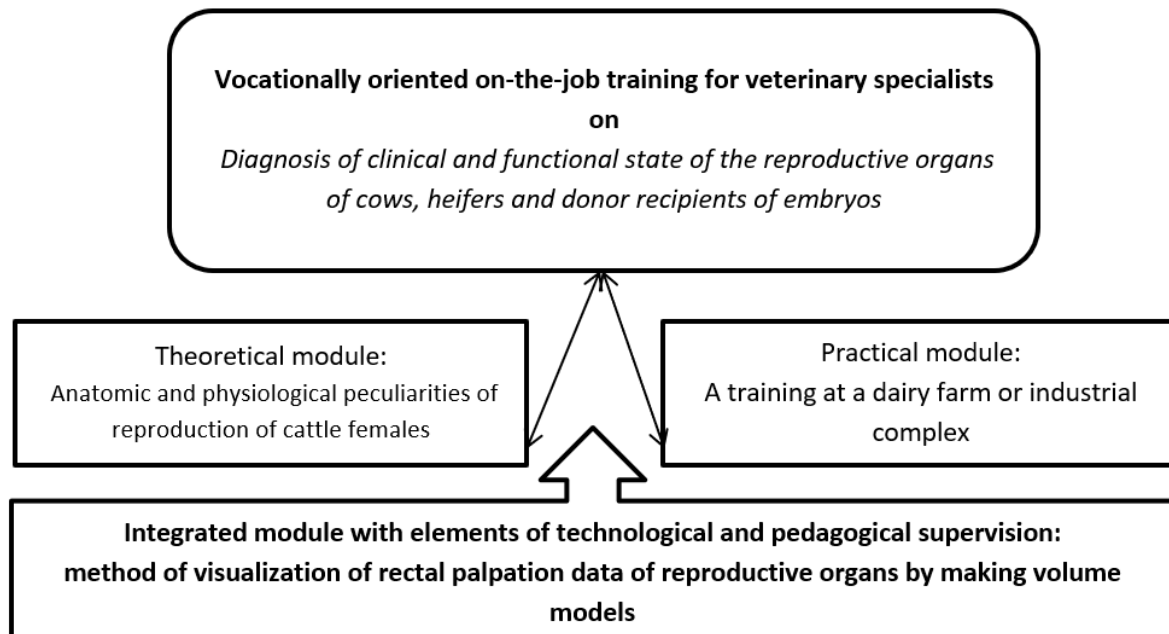 Vocationally oriented on-the-job training for veterinary specialists
on
Diagnosis of clinical and functional state of the reproductive organs
of cows, heifers and donor recipients of embryos
Theoretical module:
Anatomic and physiological peculiarities of
reproduction of cattle females
Practical module:
A training at a dairy farm or industrial
complex
Integrated module with elements of technological and pedagogical supervision:
method of visualization of rectal palpation data of reproductive organs by making volume
models